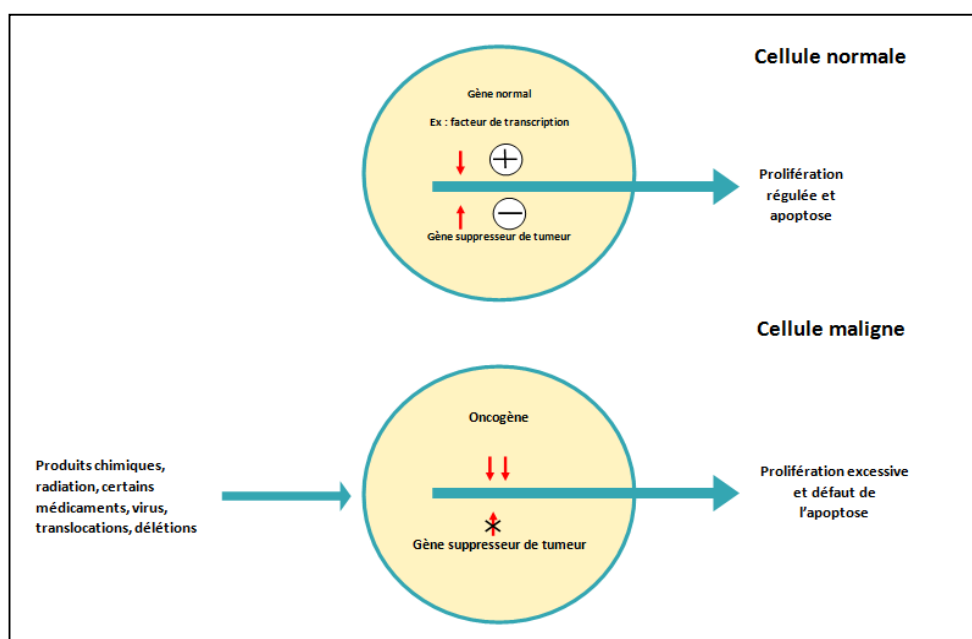 Cellule normale
Gène normal
Ex : facteur de transcription
+
−
Gène suppresseur de tumeur
Prolifération
régulée et
apoptose
Cellule maligne
Oncogène
Gène suppresseur de tumeur
Produits chimiques,
radiation, certains
médicaments, virus,
translocations, délétions
Prolifération excessive
et défaut de
l'apoptose